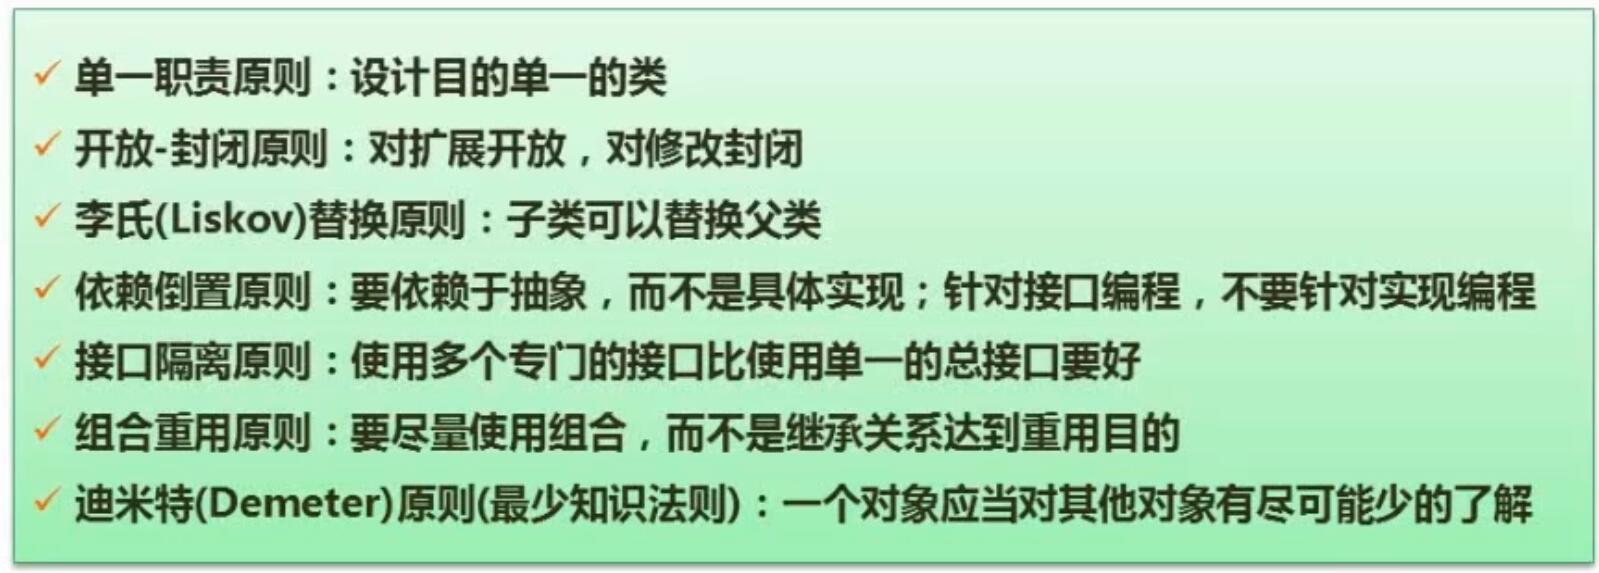 ✓ 单一职责原则：设计目的单一的类
✓ 开放-封闭原则：对扩展开放，对修改封闭
✓ 李氏(Liskov)替换原则：子类可以替换父类
✓ 依赖倒置原则：要依赖于抽象，而不是具体实现；针对接口编程，不要针对实现编程
✓ 接口隔离原则：使用多个专门的接口比使用单一的总接口要好
✓ 组合重用原则：要尽量使用组合，而不是继承关系达到重用目的
✓ 迪米特(Demeter)原则(最少知识法则)：一个对象应当对其他对象有尽可能少的了解